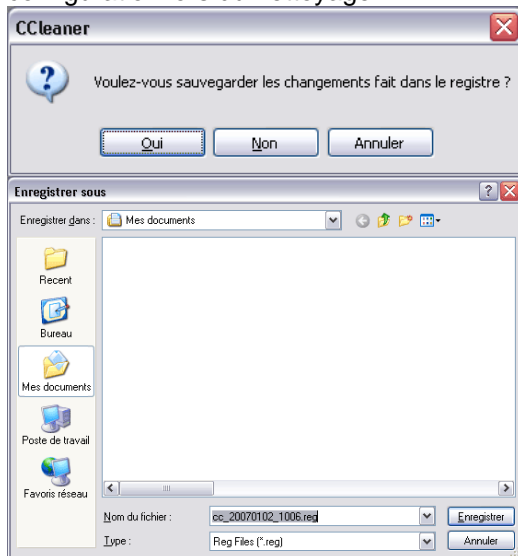 CCleaner
Voulez-vous sauvegarder les changements fait dans le registre ?
Oui Non Annuler
Enregistrer sous
Enregistrer dans : Mes documents
Recent
Bureau
Mes documents
Poste de travail
Favoris réseau
Nom du fichier : cc_20070102_1006.reg Enregistrer
Type : Reg Files (*.reg) Annuler